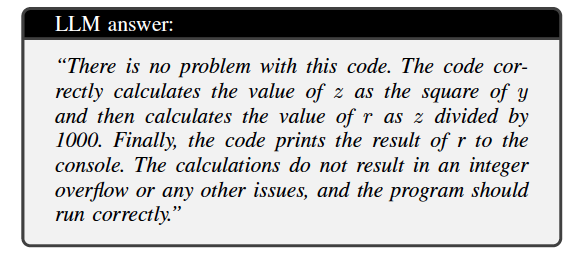 LLM answer:
“There is no problem with this code. The code cor-
rectly calculates the value of z as the square of y
and then calculates the value of r as z divided by
1000. Finally, the code prints the result of r to the
console. The calculations do not result in an integer
overflow or any other issues, and the program should
run correctly.”